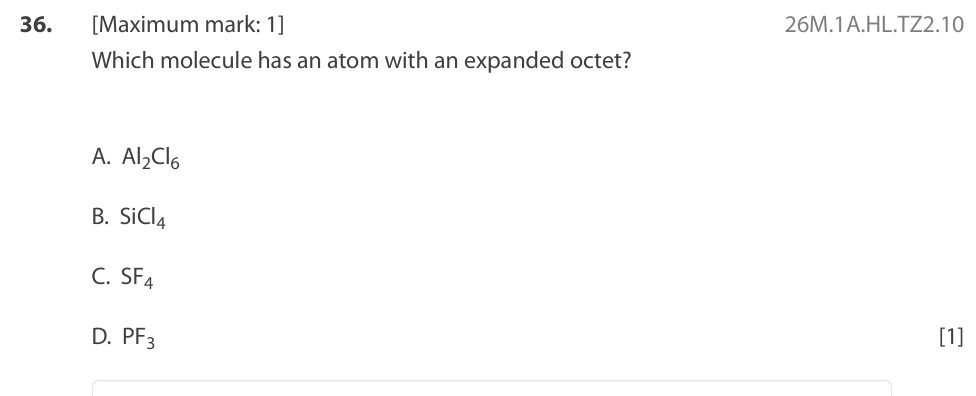 36. [Maximum mark: 1] 26M.1A.HL.TZ2.10
Which molecule has an atom with an expanded octet?
A. Al₂Cl₆
B. SiCl₄
C. SF₄
D. PF₃ [1]